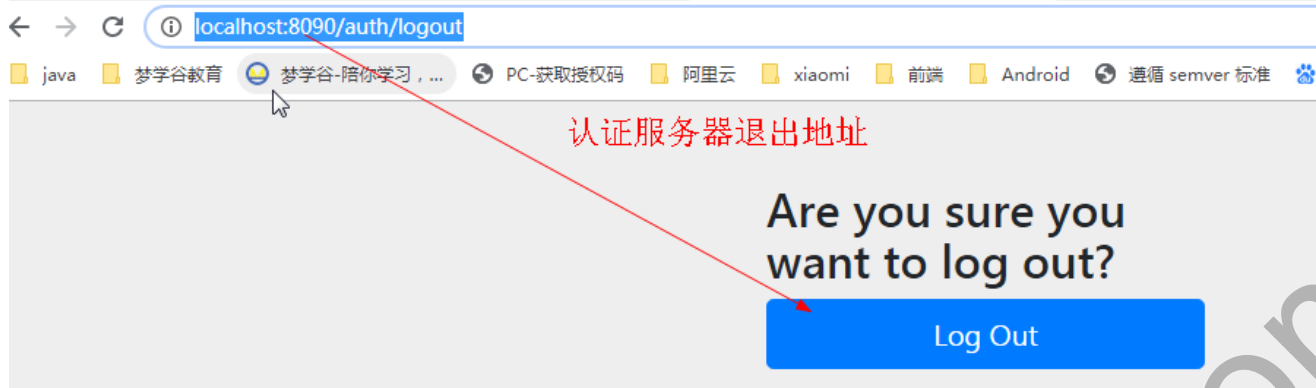 localhost:8090/auth/logout
java 梦学谷教育 梦学谷-陪你学习，... PC-获取授权码 阿里云 xiaomi 前端 Android 遵循 semver 标准
认证服务器退出地址
Are you sure you
want to log out?
Log Out